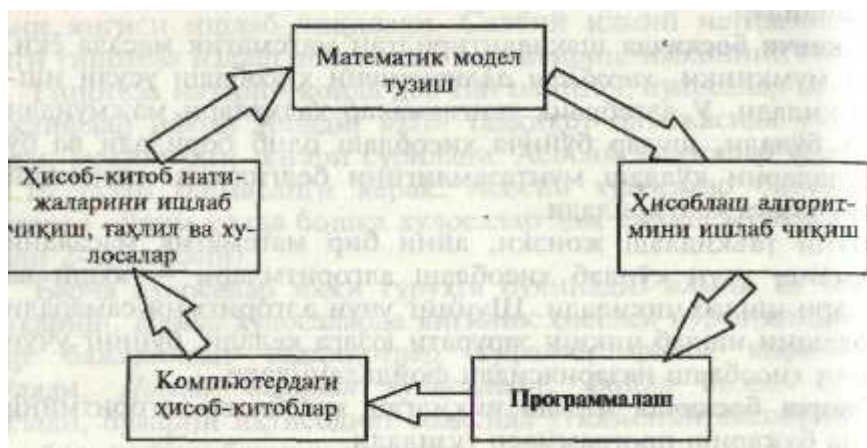 Математик модел
тузиш
Ҳисоблаш алгорит-
мини ишлаб чиқиш
Программалаш
Компьютердаги
ҳисоб-китоблар
Ҳисоб-китоб нати-
жаларини ишлаб
чиқиш, таҳлил ва ху-
лосалар